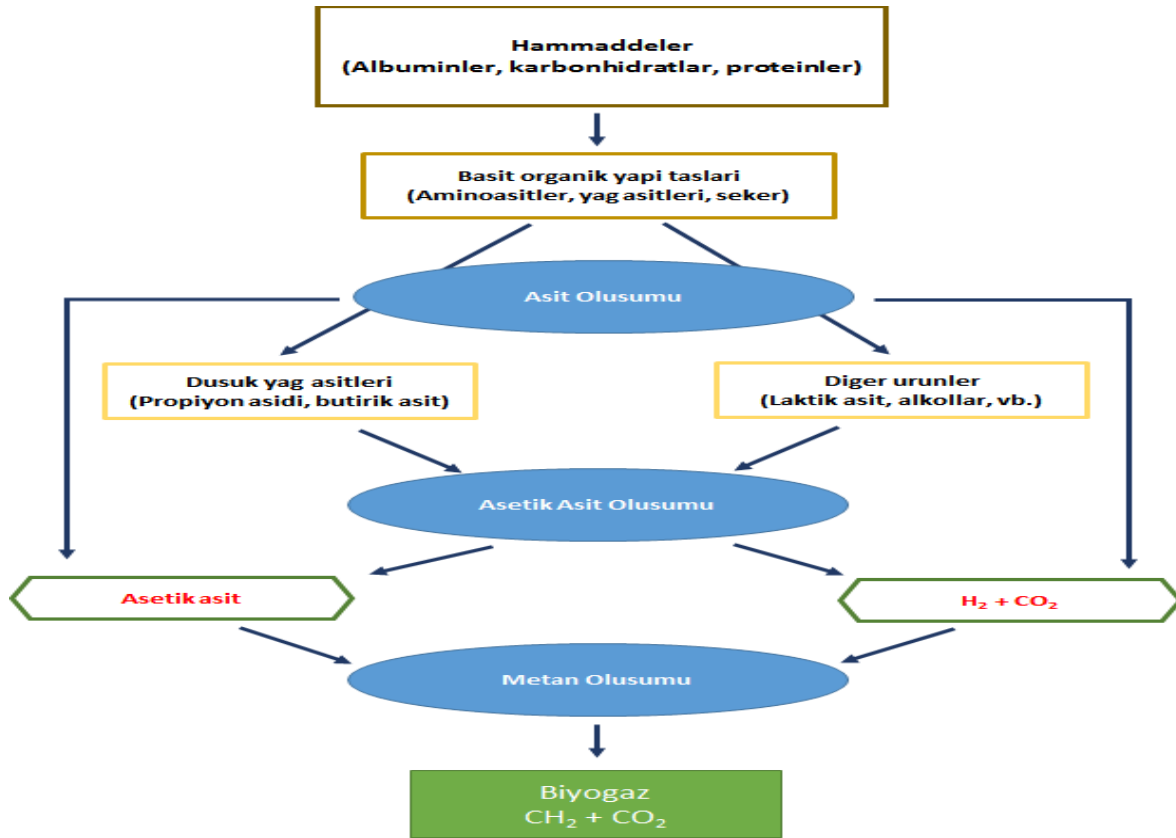 Hammaddeler
(Albuminler, karbonhidratlar, proteinler)
Basit organik yapi taslari
(Aminoasitler, yag asitleri, seker)
Asit Olusumu
Dusuk yag asitleri
(Propiyon asidi, butirik asit)
Diger urunler
(Laktik asit, alkollar, vb.)
Asetik Asit Olusumu
Asetik asit
H₂ + CO₂
Metan Olusumu
Biyogaz
CH₂ + CO₂